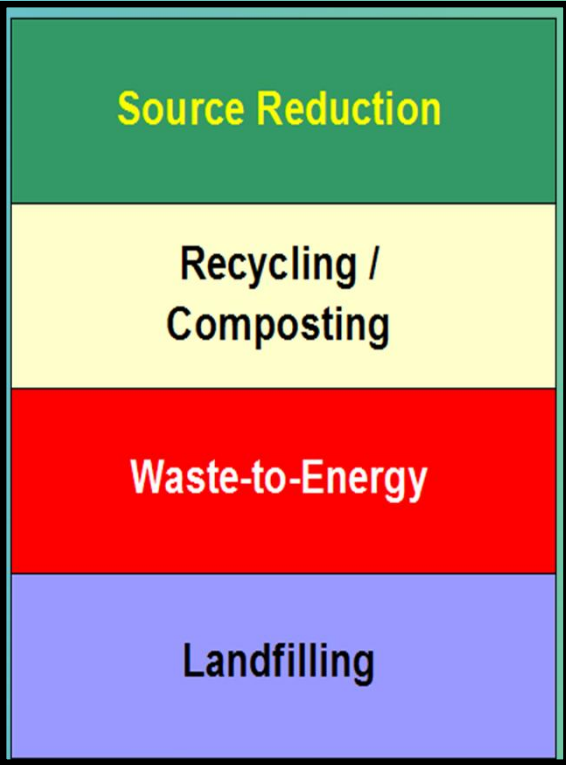 Source Reduction
Recycling /
Composting
Waste-to-Energy
Landfilling